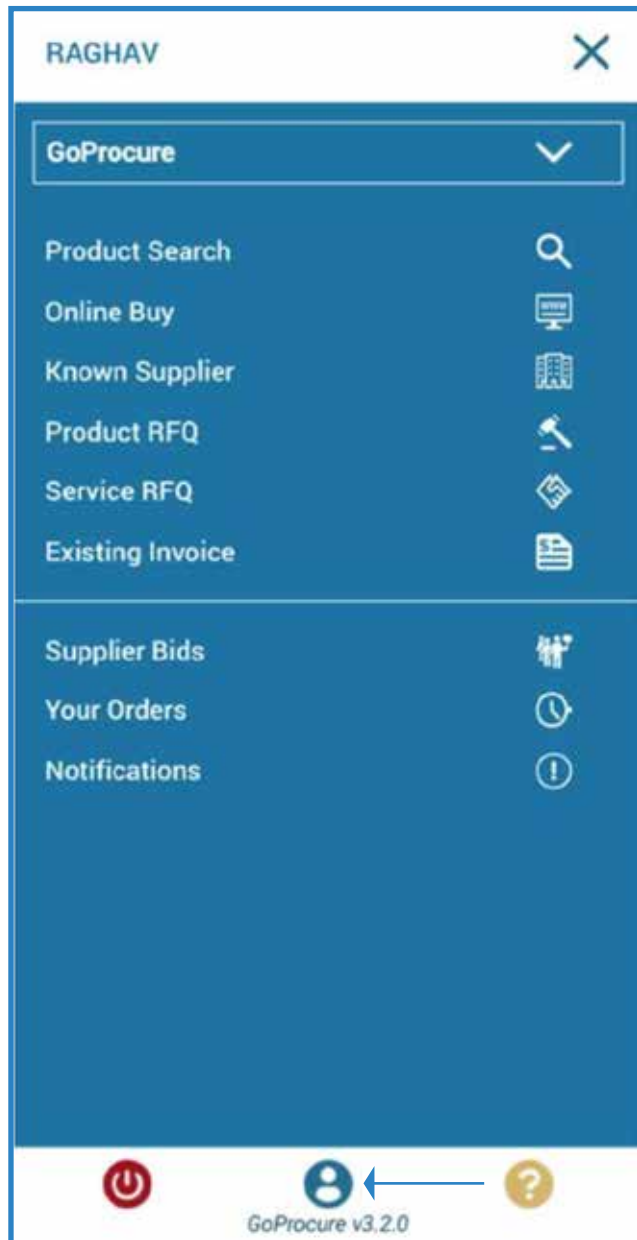 RAGHAV
GoProcure
Product Search
Online Buy
Known Supplier
Product RFQ
Service RFQ
Existing Invoice
Supplier Bids
Your Orders
Notifications
GoProcure v3.2.0